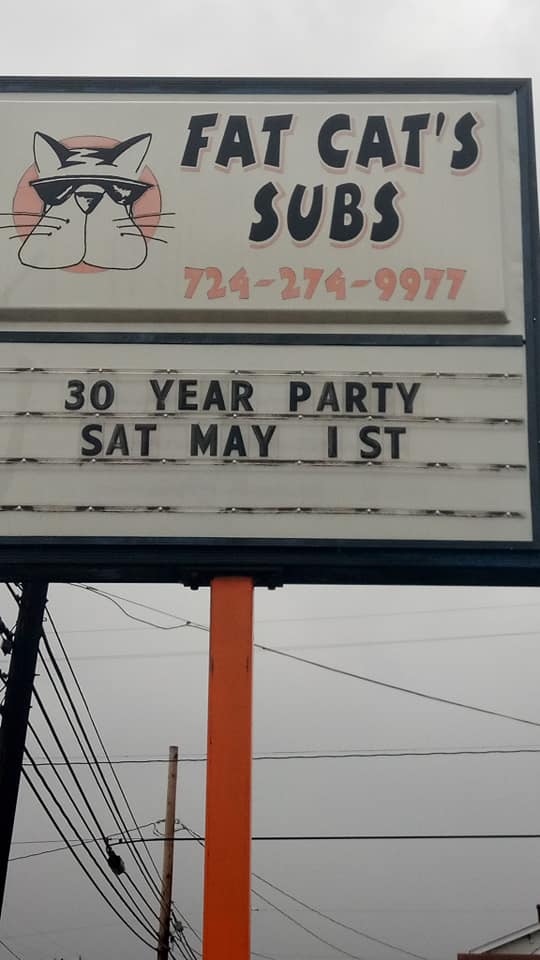 FAT CAT'S
SUBS
724-274-9977
30 YEAR PARTY
SAT MAY 1ST